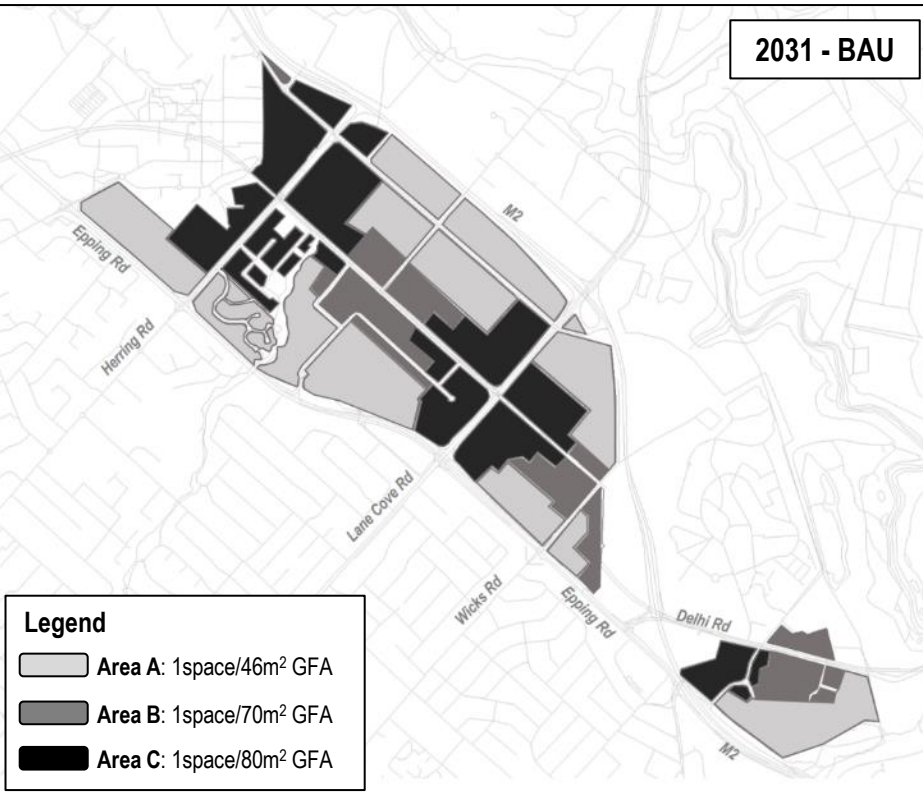 2031 - BAU
M2
Epping Rd
Herring Rd
Lane Cove Rd
Wicks Rd
Epping Rd
Delhi Rd
M2
Legend
Area A: 1space/46m² GFA
Area B: 1space/70m² GFA
Area C: 1space/80m² GFA